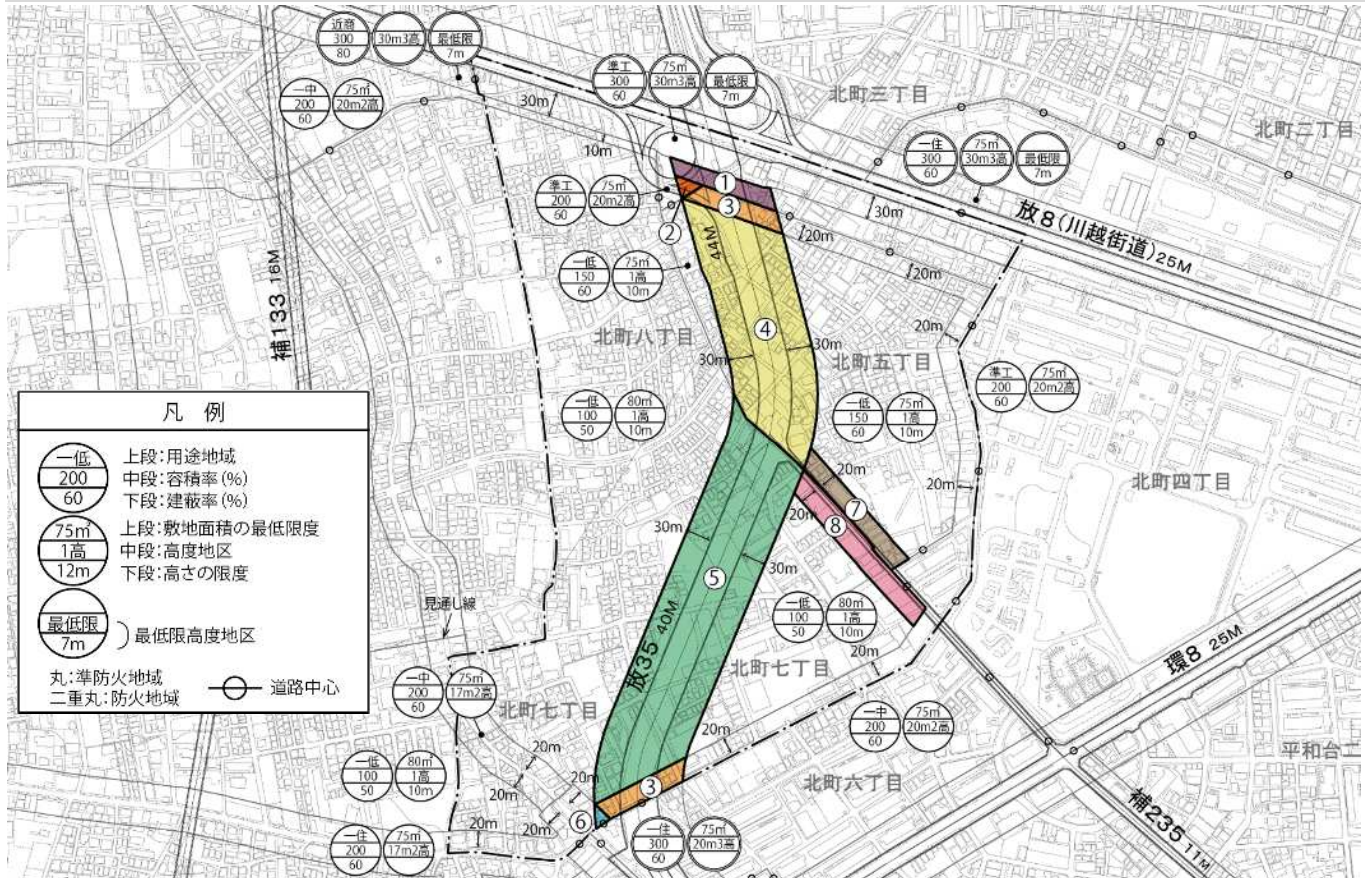 近商
300
80
30m3高
最低限
7m
準工
300
60
75㎡
30m3高
最低限
7m
北町三丁目
北町二丁目
一中
200
60
75㎡
20m2高
30m
10m
一住
300
60
75㎡
30m3高
最低限
7m
30m
放8(川越街道)25M
準工
200
60
75㎡
20m2高
①
③
②
20m
20m
44M
補133 16M
一低
150
60
75㎡
1高
10m
北町八丁目
④
30m
30m
北町五丁目
20m
準工
200
60
75㎡
20m2高
一低
100
50
80㎡
1高
10m
一低
150
60
75㎡
1高
10m
北町四丁目
20m
20m
⑦
20m
⑧
30m
⑤
30m
凡 例
一低
200
60
上段:用途地域
中段:容積率(%)
下段:建蔽率(%)
75㎡
1高
12m
上段:敷地面積の最低限度
中段:高度地区
下段:高さの限度
最低限
7m
最低限高度地区
丸:準防火地域
二重丸:防火地域
道路中心
見通し線
一低
100
50
80㎡
1高
10m
放35 40M
北町七丁目
20m
環8 25M
一中
200
60
75㎡
17m2高
北町七丁目
一中
200
60
75㎡
20m2高
20m
北町六丁目
平和台二
一低
100
50
80㎡
1高
10m
20m
20m
20m
20m
③
⑥
補235 11M
一住
200
60
75㎡
17m2高
20m
一住
300
60
75㎡
20m3高